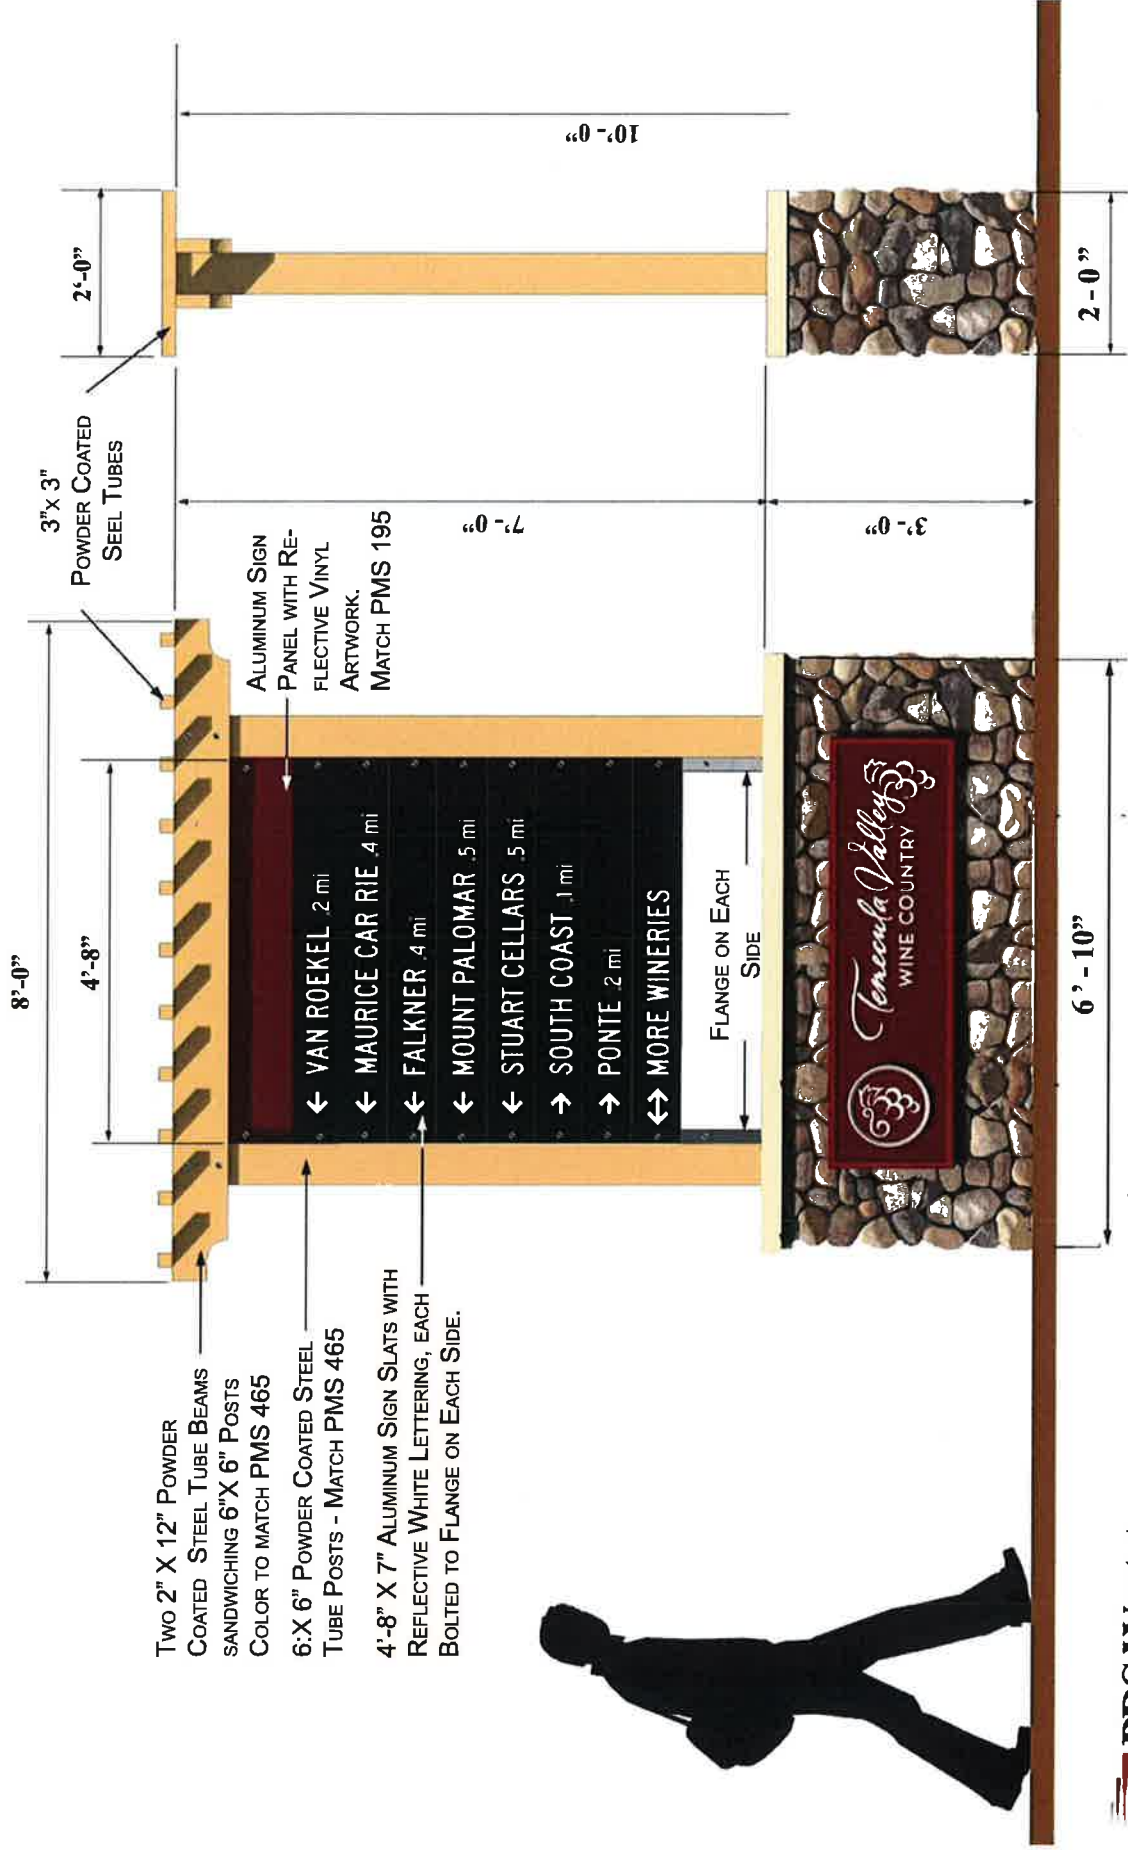 8'-0"
4'-8"
3"x 3"
POWDER COATED
SEEL TUBES
2'-0"
TWO 2" X 12" POWDER
COATED STEEL TUBE BEAMS
SANDWICHING 6"X 6" POSTS
COLOR TO MATCH PMS 465
6:X 6" POWDER COATED STEEL
TUBE POSTS - MATCH PMS 465
4'-8" X 7" ALUMINUM SIGN SLATS WITH
REFLECTIVE WHITE LETTERING, EACH
BOLTED TO FLANGE ON EACH SIDE.
ALUMINUM SIGN
PANEL WITH RE-
FLECTIVE VINYL
ARTWORK.
MATCH PMS 195
← VAN ROEKEL .2 mi
← MAURICE CAR RIE .4 mi
← FALKNER .4 mi
← MOUNT PALOMAR .5 mi
← STUART CELLARS .5 mi
→ SOUTH COAST .1 mi
→ PONTE .2 mi
↔ MORE WINERIES
FLANGE ON EACH
SIDE
7'-0"
10'-0"
3'-0"
Temecula Valley
WINE COUNTRY
6'-10"
2-0"